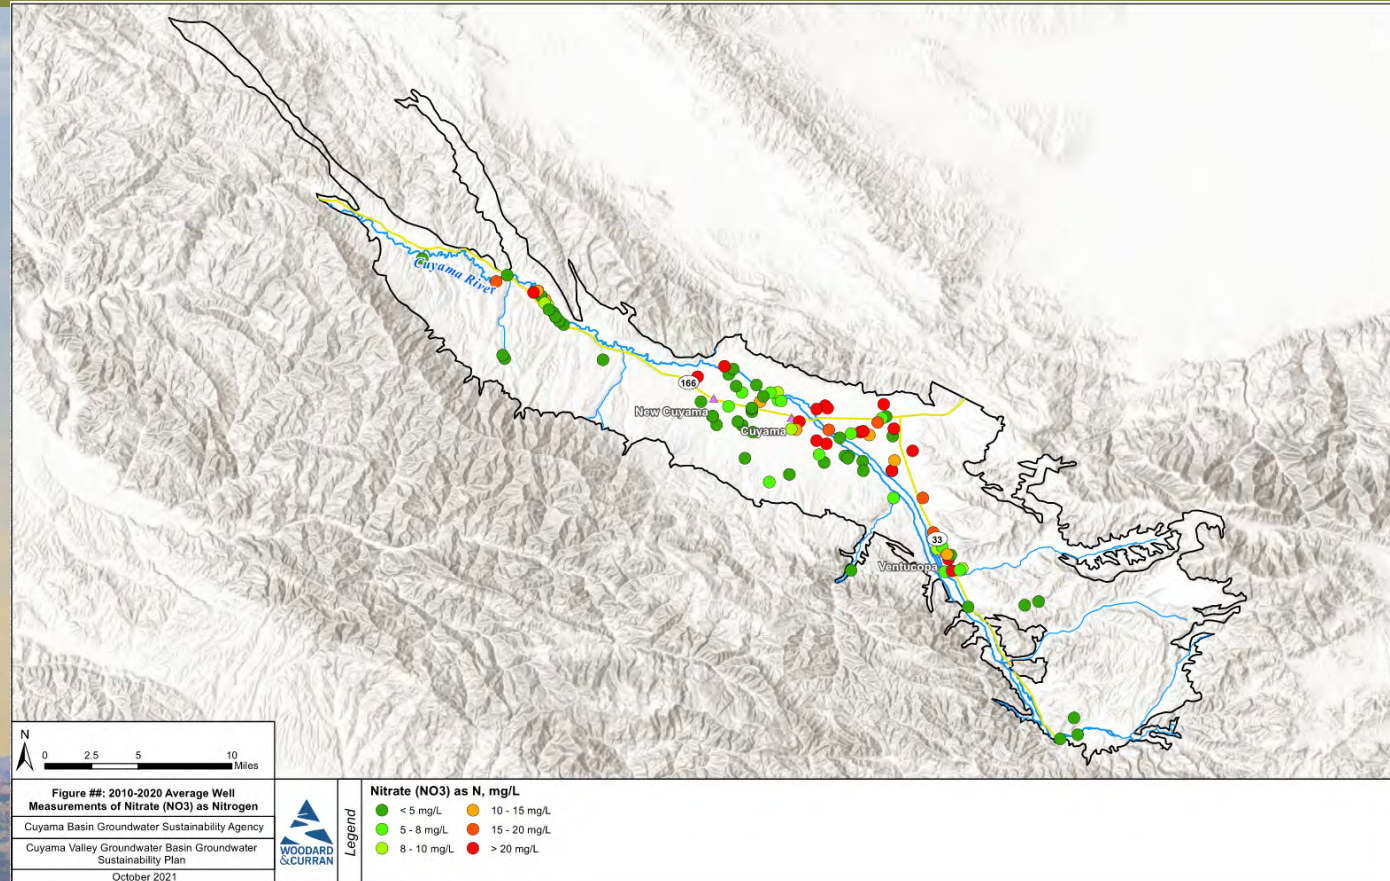 Cuyama River
166
New Cuyama
Cuyama
33
Ventucopa
N
0 2.5 5 10
Miles
Figure ##: 2010-2020 Average Well
Measurements of Nitrate (NO3) as Nitrogen
Cuyama Basin Groundwater Sustainability Agency
Cuyama Valley Groundwater Basin Groundwater
Sustainability Plan
October 2021
WOODARD
&CURRAN
Legend
Nitrate (NO3) as N, mg/L
< 5 mg/L
5 - 8 mg/L
8 - 10 mg/L
10 - 15 mg/L
15 - 20 mg/L
> 20 mg/L